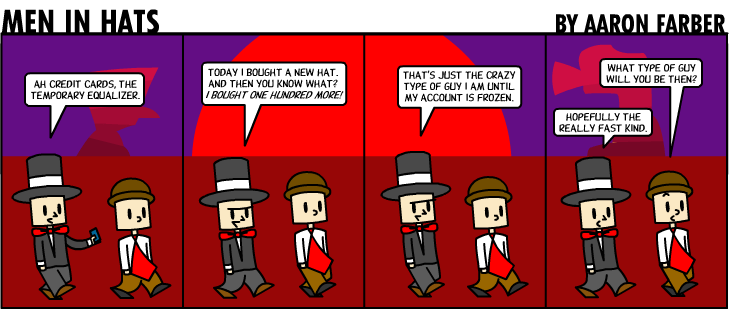 MEN IN HATS
BY AARON FARBER
AH CREDIT CARDS, THE
TEMPORARY EQUALIZER.
TODAY I BOUGHT A NEW HAT.
AND THEN YOU KNOW WHAT?
I BOUGHT ONE HUNDRED MORE!
THAT'S JUST THE CRAZY
TYPE OF GUY I AM UNTIL
MY ACCOUNT IS FROZEN.
WHAT TYPE OF GUY
WILL YOU BE THEN?
HOPEFULLY THE
REALLY FAST KIND.